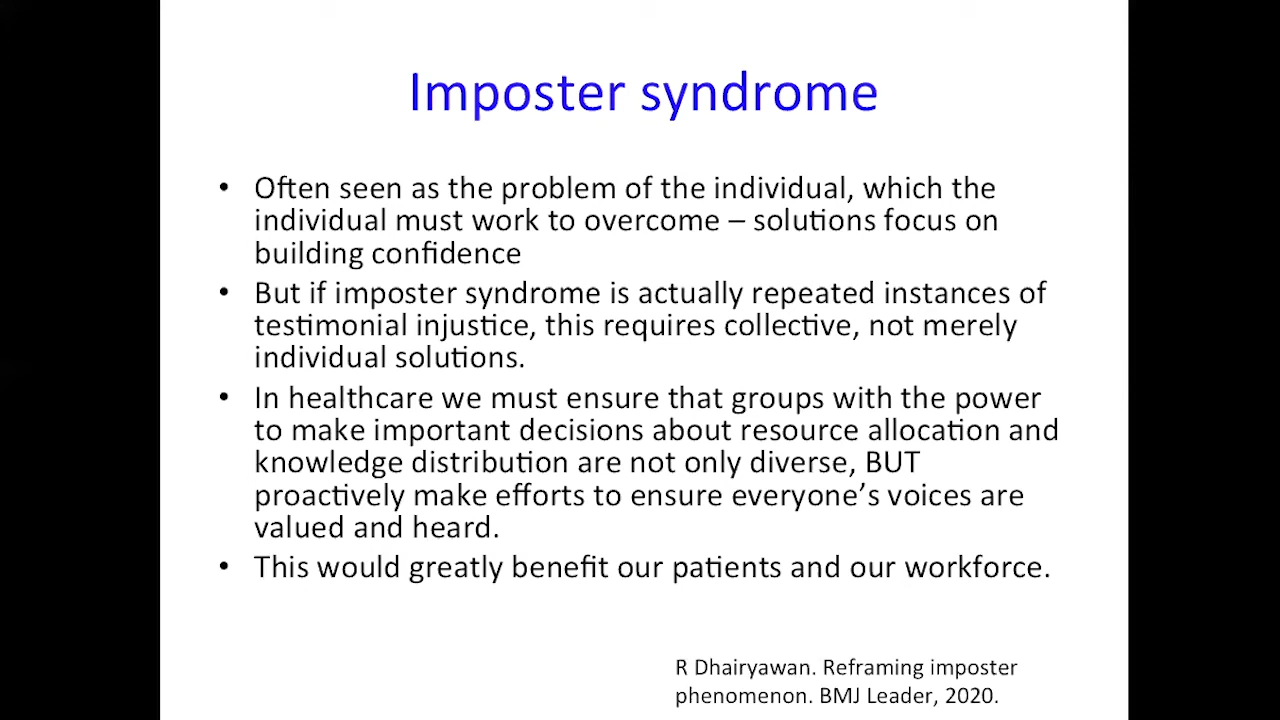 Imposter syndrome
• Often seen as the problem of the individual, which the
individual must work to overcome – solutions focus on
building confidence
• But if imposter syndrome is actually repeated instances of
testimonial injustice, this requires collective, not merely
individual solutions.
• In healthcare we must ensure that groups with the power
to make important decisions about resource allocation and
knowledge distribution are not only diverse, BUT
proactively make efforts to ensure everyone’s voices are
valued and heard.
• This would greatly benefit our patients and our workforce.
R Dhairyawan. Reframing imposter
phenomenon. BMJ Leader, 2020.